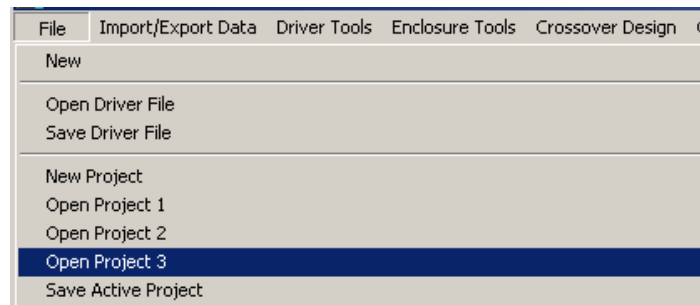 File Import/Export Data Driver Tools Enclosure Tools Crossover Design
New
Open Driver File
Save Driver File
New Project
Open Project 1
Open Project 2
Open Project 3
Save Active Project